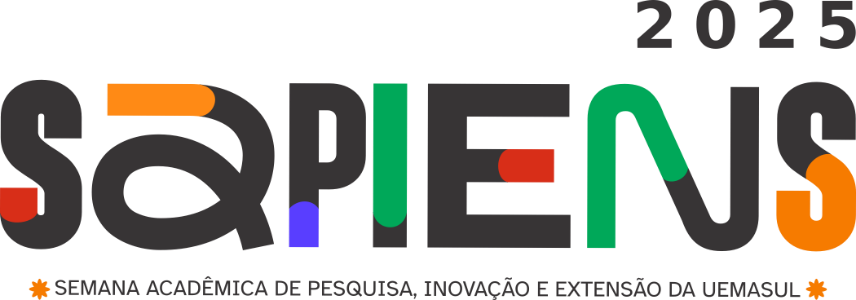 2025
SAPIENS
SEMANA ACADÊMICA DE PESQUISA, INOVAÇÃO E EXTENSÃO DA UEMASUL